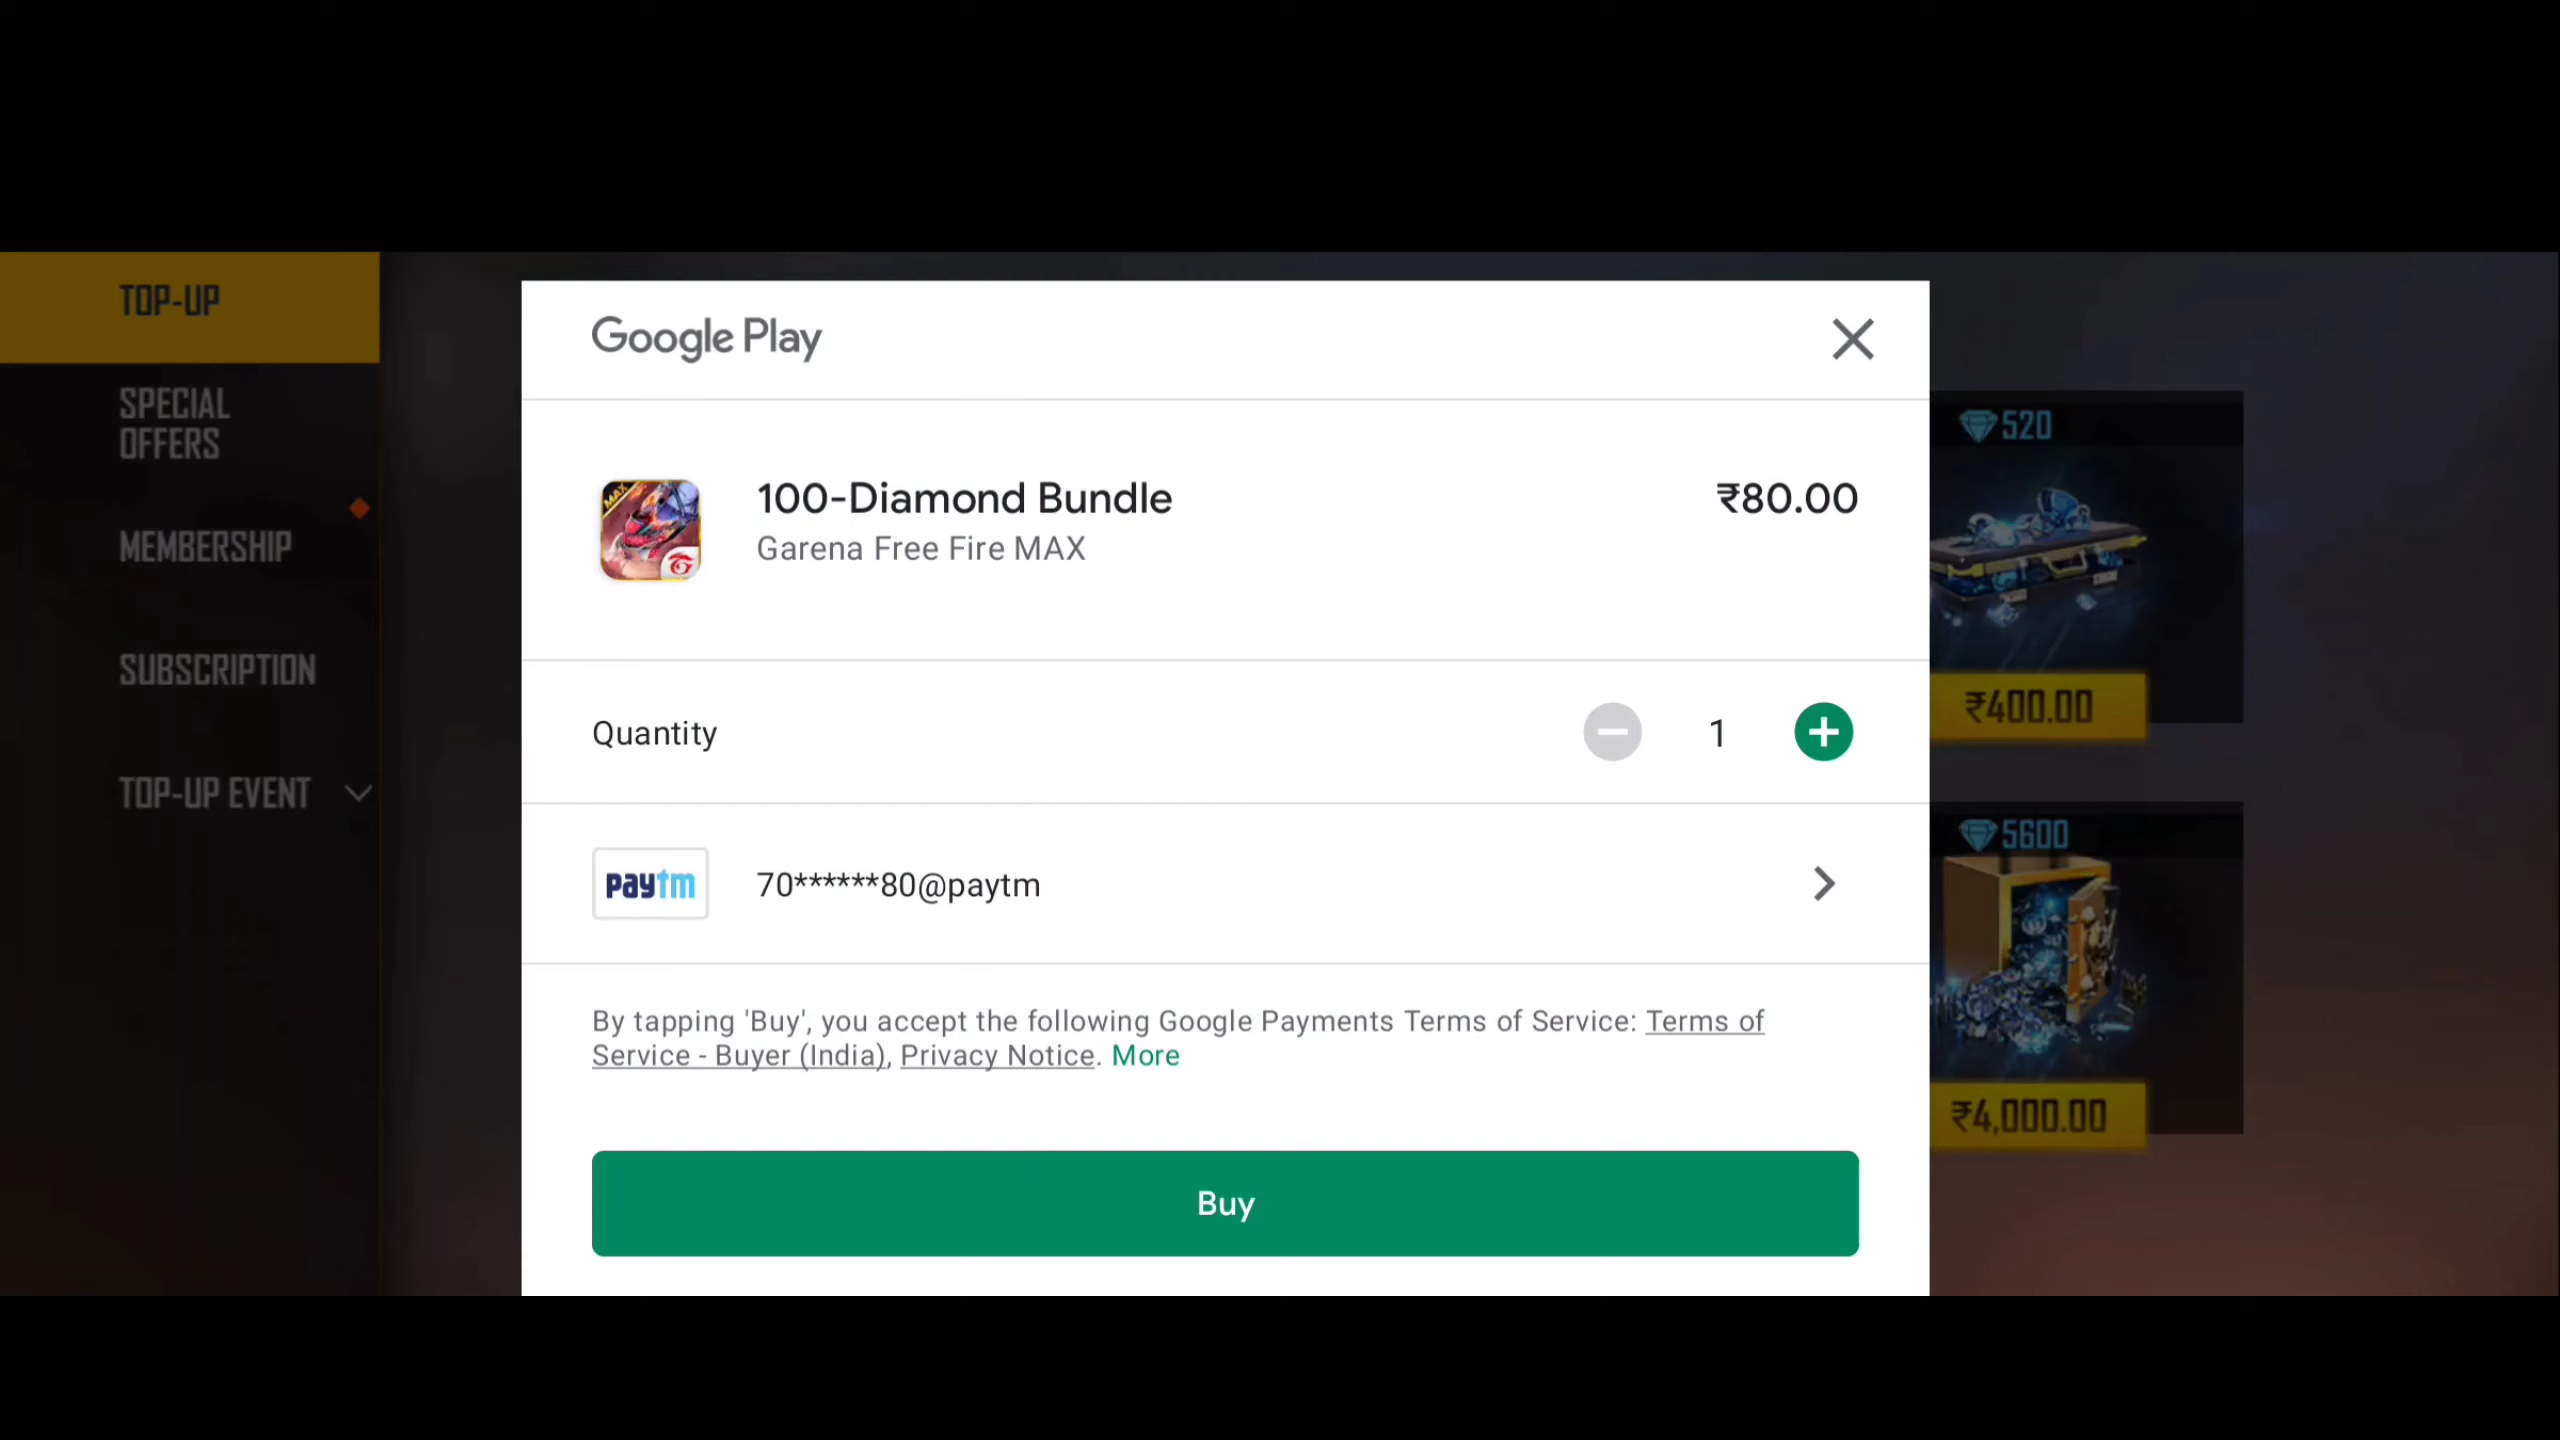 TOP-UP
SPECIAL
OFFERS
MEMBERSHIP
SUBSCRIPTION
TOP-UP EVENT
Google Play
MAX
100-Diamond Bundle
₹80.00
Garena Free Fire MAX
Quantity
1
paytm
70******80@paytm
By tapping 'Buy', you accept the following Google Payments Terms of Service: Terms of
Service - Buyer (India), Privacy Notice. More
Buy
520
₹400.00
5600
₹4,000.00